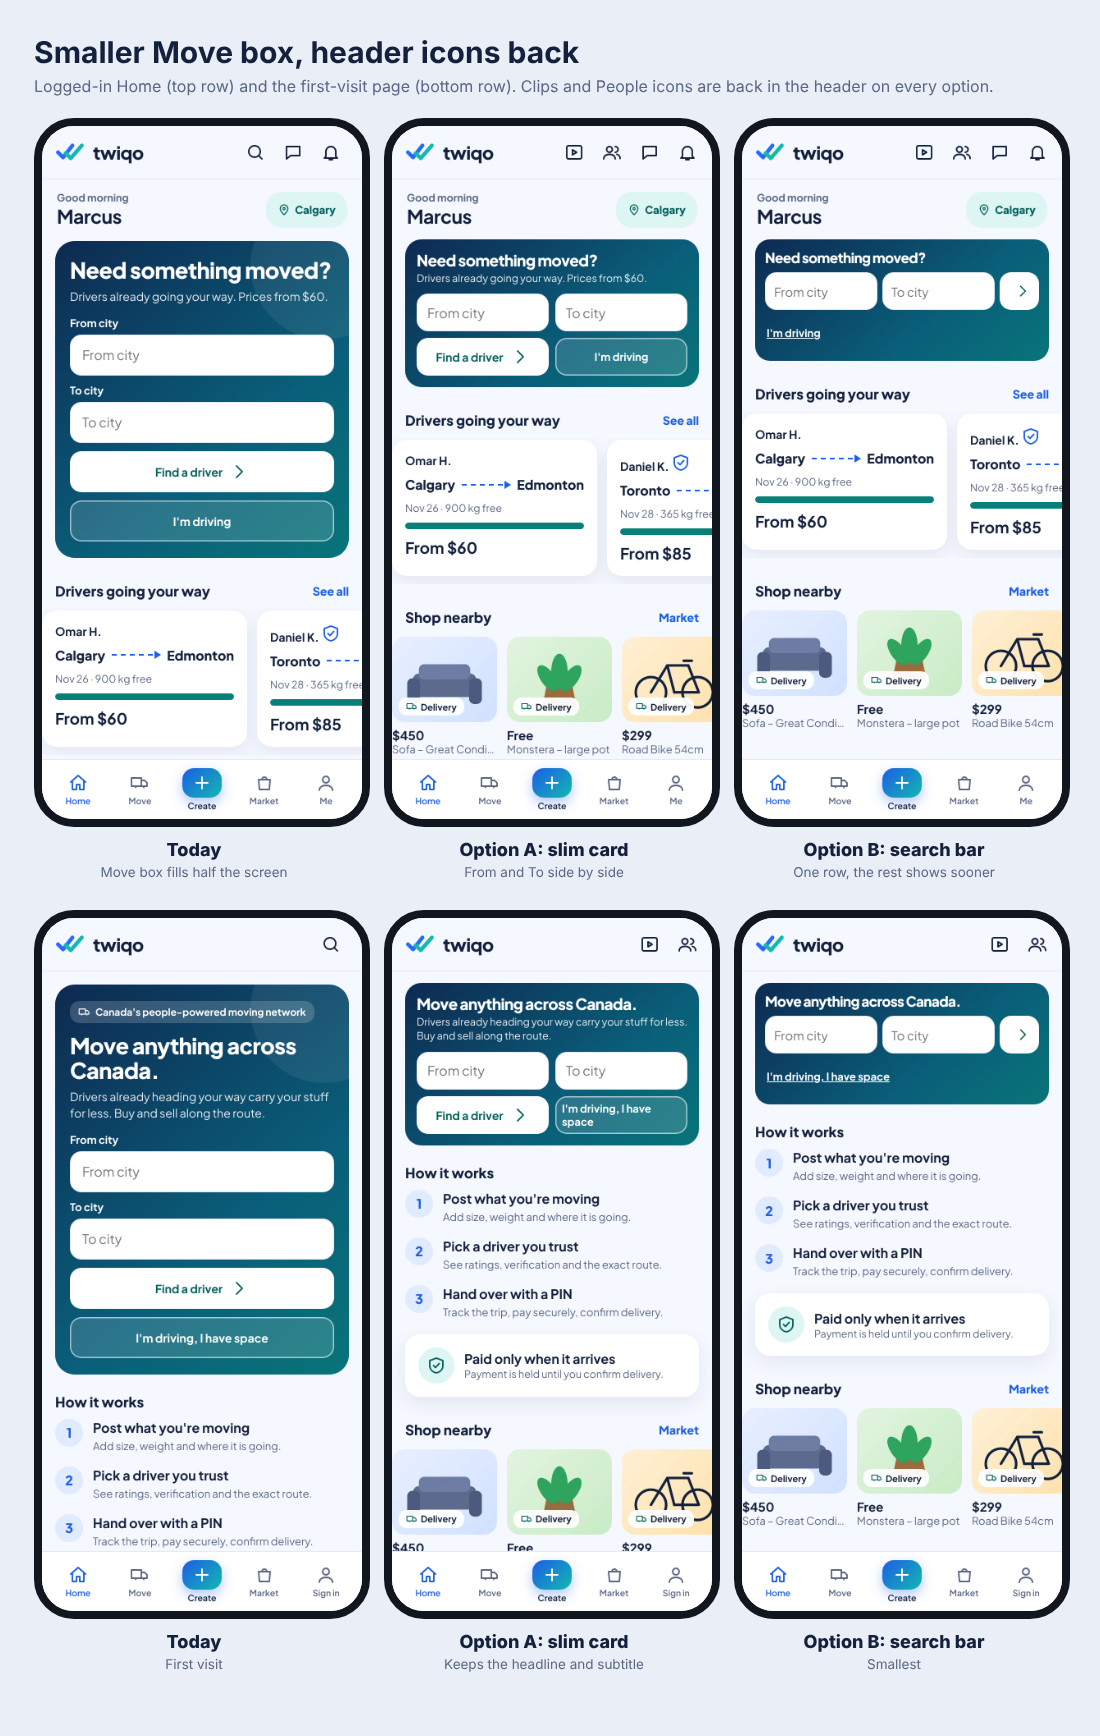 Smaller Move box, header icons back
Logged-in Home (top row) and the first-visit page (bottom row). Clips and People icons are back in the header on every option.
twiqo
Good morning
Marcus
Calgary
Need something moved?
Drivers already going your way. Prices from $60.
From city
From city
To city
To city
Find a driver
I'm driving
Drivers going your way
See all
Omar H.
Calgary
Edmonton
Nov 26 · 900 kg free
From $60
Daniel K.
Toronto
Nov 28 · 365 kg free
From $85
Home
Move
Create
Market
Me
Today
Move box fills half the screen
twiqo
Good morning
Marcus
Calgary
Need something moved?
Drivers already going your way. Prices from $60.
From city
To city
Find a driver
I'm driving
Drivers going your way
See all
Omar H.
Calgary
Edmonton
Nov 26 · 900 kg free
From $60
Daniel K.
Toronto
Nov 28 · 365 kg free
From $85
Shop nearby
Market
Delivery
Delivery
Delivery
$450
Free
$299
Sofa – Great Condi...
Monstera – large pot
Road Bike 54cm
Home
Move
Create
Market
Me
Option A: slim card
From and To side by side
twiqo
Good morning
Marcus
Calgary
Need something moved?
From city
To city
I'm driving
Drivers going your way
See all
Omar H.
Calgary
Edmonton
Nov 26 · 900 kg free
From $60
Daniel K.
Toronto
Nov 28 · 365 kg free
From $85
Shop nearby
Market
Delivery
Delivery
Delivery
$450
Free
$299
Sofa – Great Condi...
Monstera – large pot
Road Bike 54cm
Home
Move
Create
Market
Me
Option B: search bar
One row, the rest shows sooner
twiqo
Canada's people-powered moving network
Move anything across
Canada.
Drivers already heading your way carry your stuff
for less. Buy and sell along the route.
From city
From city
To city
To city
Find a driver
I'm driving, I have space
How it works
1
Post what you're moving
Add size, weight and where it is going.
2
Pick a driver you trust
See ratings, verification and the exact route.
3
Hand over with a PIN
Track the trip, pay securely, confirm delivery.
Home
Move
Create
Market
Sign in
Today
First visit
twiqo
Move anything across Canada.
Drivers already heading your way carry your stuff for less.
Buy and sell along the route.
From city
To city
Find a driver
I'm driving, I have
space
How it works
1
Post what you're moving
Add size, weight and where it is going.
2
Pick a driver you trust
See ratings, verification and the exact route.
3
Hand over with a PIN
Track the trip, pay securely, confirm delivery.
Paid only when it arrives
Payment is held until you confirm delivery.
Shop nearby
Market
Delivery
Delivery
Delivery
$450
Free
$299
Home
Move
Create
Market
Sign in
Option A: slim card
Keeps the headline and subtitle
twiqo
Move anything across Canada.
From city
To city
I'm driving, I have space
How it works
1
Post what you're moving
Add size, weight and where it is going.
2
Pick a driver you trust
See ratings, verification and the exact route.
3
Hand over with a PIN
Track the trip, pay securely, confirm delivery.
Paid only when it arrives
Payment is held until you confirm delivery.
Shop nearby
Market
Delivery
Delivery
Delivery
$450
Free
$299
Sofa – Great Condi...
Monstera – large pot
Road Bike 54cm
Home
Move
Create
Market
Sign in
Option B: search bar
Smallest